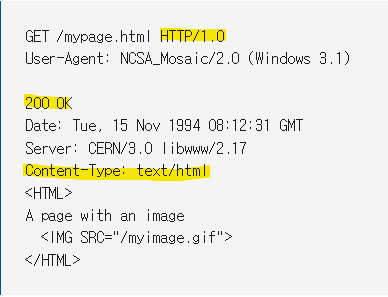 GET /mypage.html HTTP/1.0
User-Agent: NCSA_Mosaic/2.0 (Windows 3.1)

200 OK
Date: Tue, 15 Nov 1994 08:12:31 GMT
Server: CERN/3.0 libwww/2.17
Content-Type: text/html
<HTML>
A page with an image
  <IMG SRC="/myimage.gif">
</HTML>